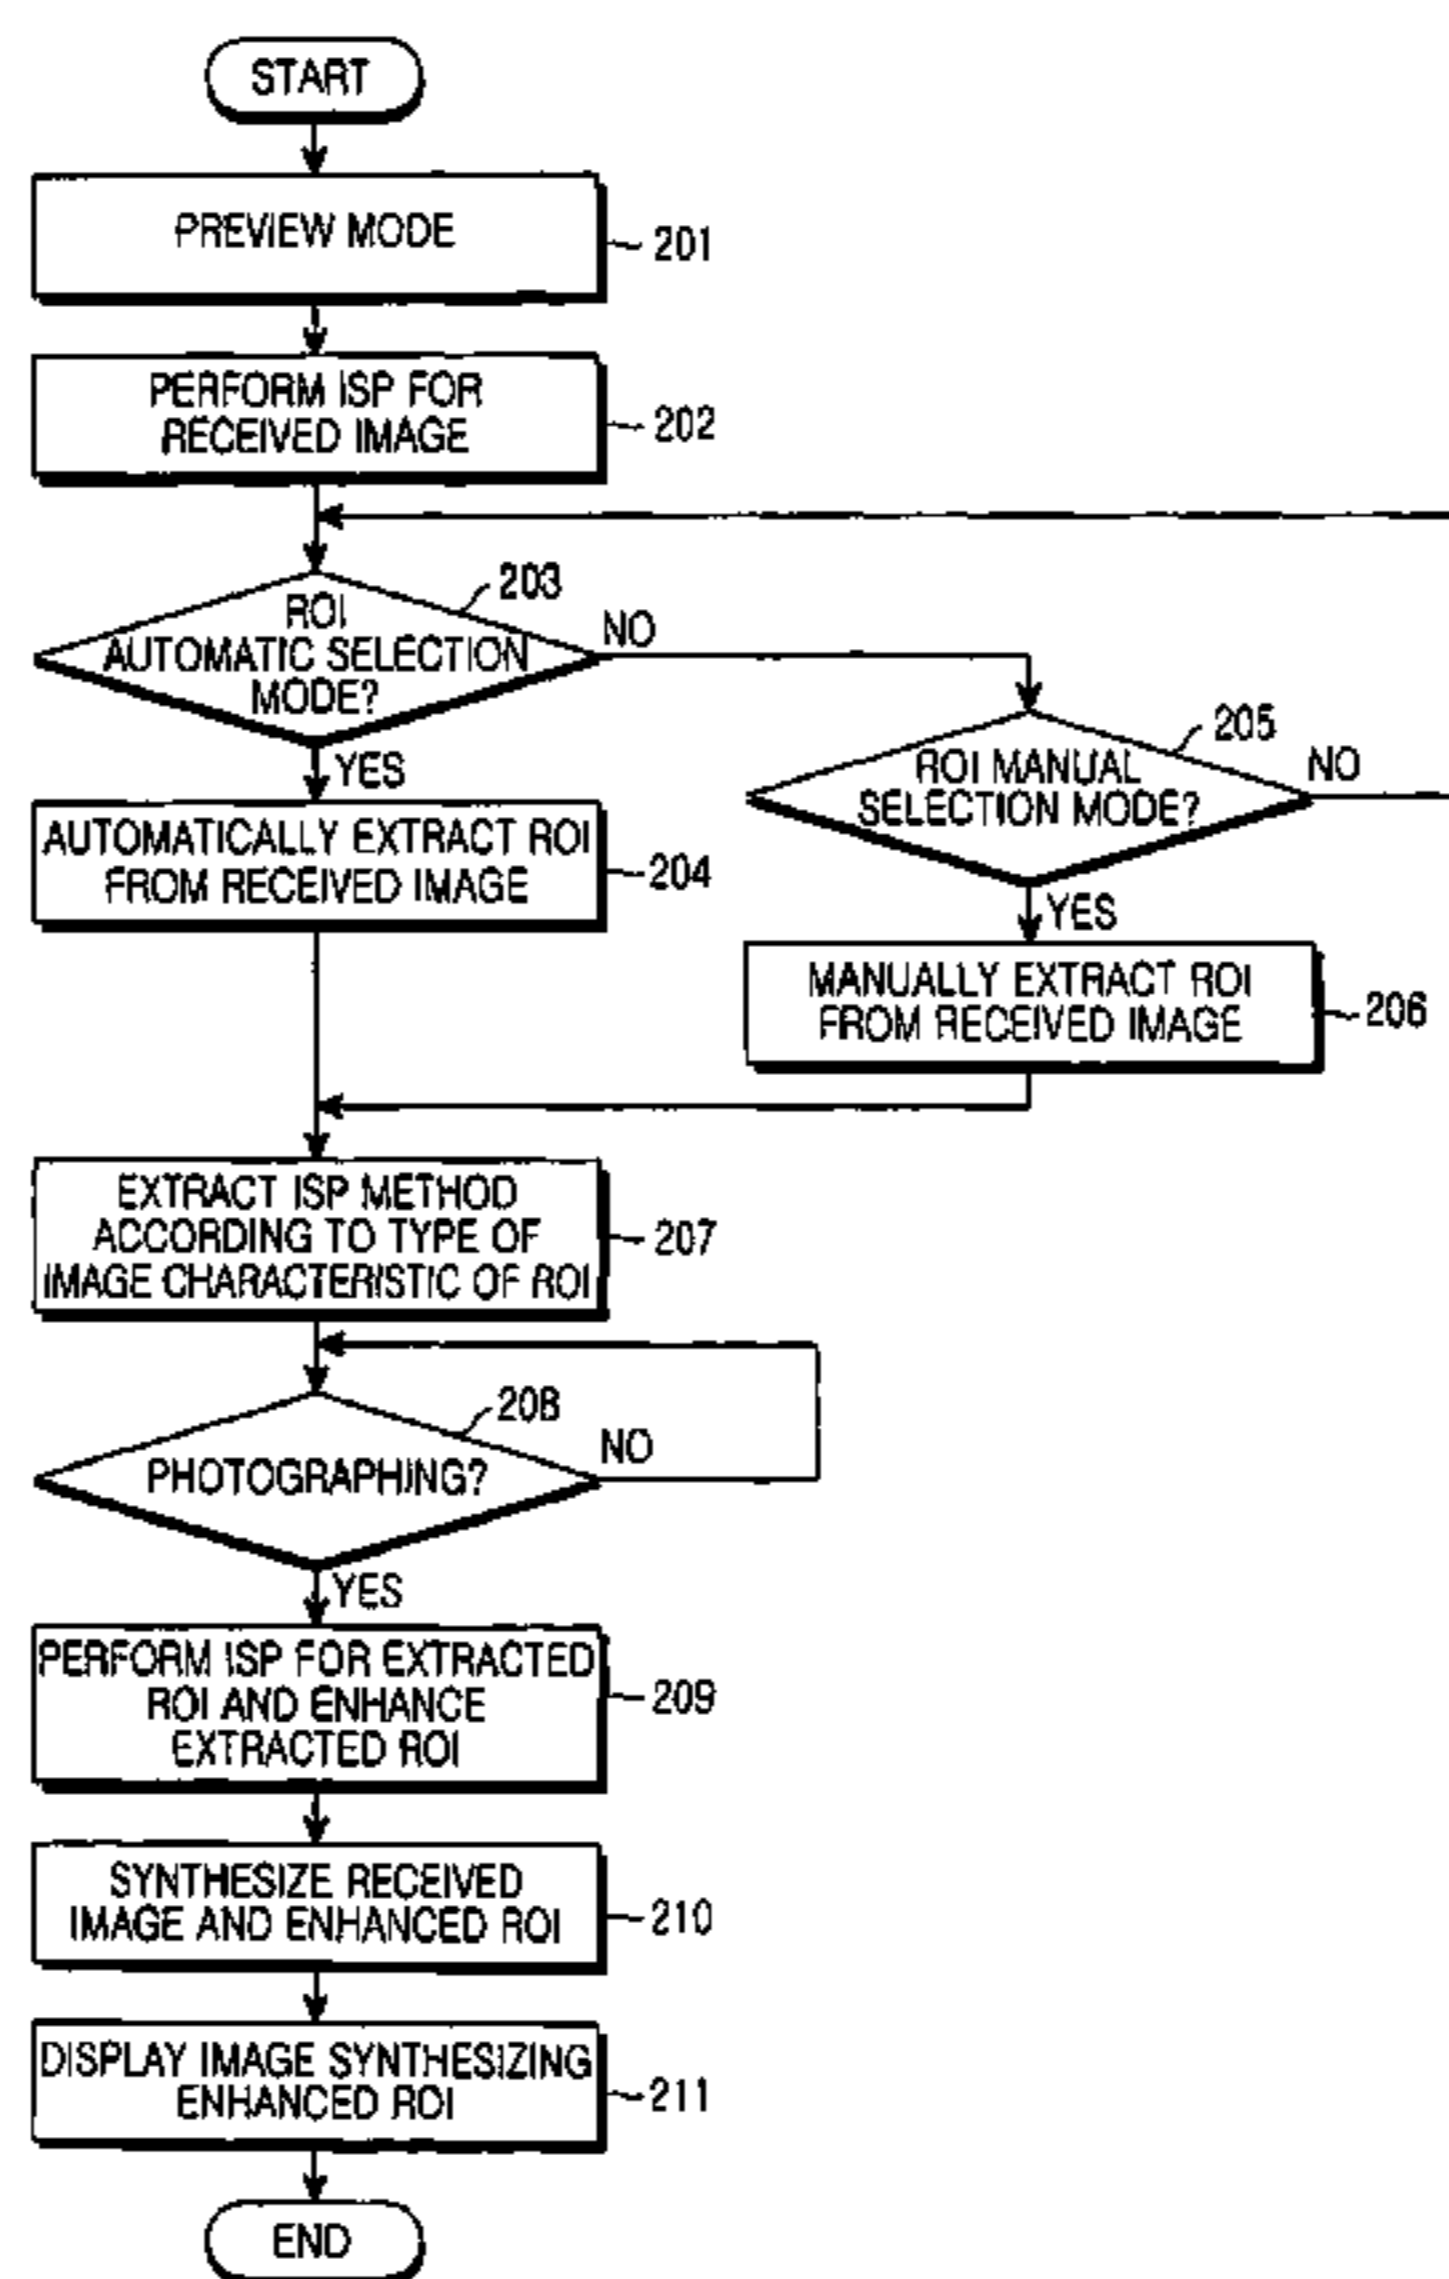 START
PREVIEW MODE
201
PERFORM ISP FOR
RECEIVED IMAGE
202
203
ROI
AUTOMATIC SELECTION
MODE?
NO
YES
205
ROI MANUAL
SELECTION MODE?
NO
YES
AUTOMATICALLY EXTRACT ROI
FROM RECEIVED IMAGE
204
MANUALLY EXTRACT ROI
FROM RECEIVED IMAGE
206
EXTRACT ISP METHOD
ACCORDING TO TYPE OF
IMAGE CHARACTERISTIC OF ROI
207
208
PHOTOGRAPHING?
NO
YES
PERFORM ISP FOR EXTRACTED
ROI AND ENHANCE
EXTRACTED ROI
209
SYNTHESIZE RECEIVED
IMAGE AND ENHANCED ROI
210
DISPLAY IMAGE SYNTHESIZING
ENHANCED ROI
211
END